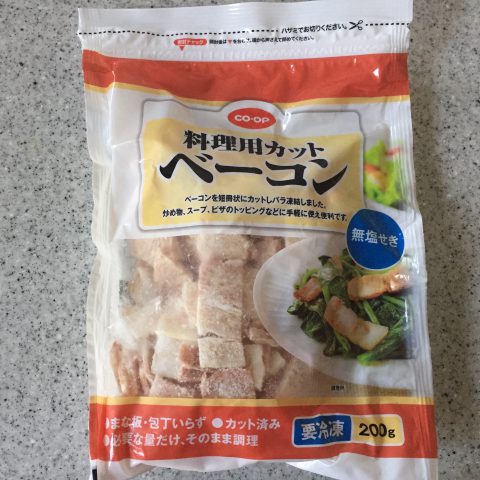 ハサミでお切りください。
CO·OP
料理用カット
ベーコン
ベーコンを短冊状にカットしバラ凍結しました。
炒め物、スープ、ピザのトッピングなどに手軽に使え便利です。
無塩せき
調理例
●まな板・包丁いらず ●カット済み
●必要な量だけ、そのまま調理
要冷凍 200g